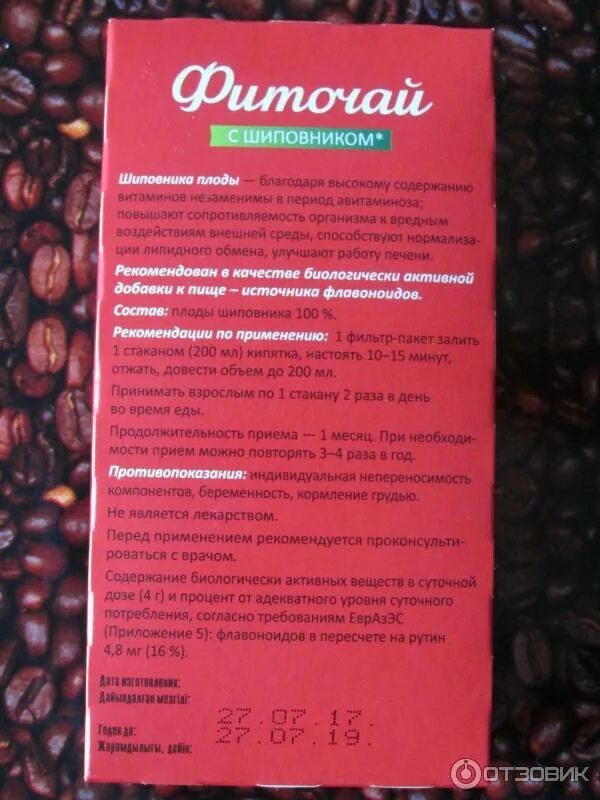 Фиточай
С ШИПОВНИКОМ*
Шиповника плоды — благодаря высокому содержанию
витаминов незаменимы в период авитаминоза;
повышают сопротивляемость организма к вредным
воздействиям внешней среды, способствуют нормализа-
ции липидного обмена, улучшают работу печени.
Рекомендован в качестве биологически активной
добавки к пище – источника флавоноидов.
Состав: плоды шиповника 100 %.
Рекомендации по применению: 1 фильтр-пакет залить
1 стаканом (200 мл) кипятка, настоять 10–15 минут,
отжать, довести объем до 200 мл.
Принимать взрослым по 1 стакану 2 раза в день
во время еды.
Продолжительность приема — 1 месяц. При необходи-
мости прием можно повторять 3–4 раза в год.
Противопоказания: индивидуальная непереносимость
компонентов, беременность, кормление грудью.
Не является лекарством.
Перед применением рекомендуется проконсульти-
роваться с врачом.
Содержание биологически активных веществ в суточной
дозе (4 г) и процент от адекватного уровня суточного
потребления, согласно требованиям ЕврАзЭС
(Приложение 5): флавоноидов в пересчете на рутин
4,8 мг (16 %).
Дата изготовления:
Дайындалған мезгілі:
27.07.17.
Годен до:
27.07.19.
Жарамдылығы, дейін:
ОТЗОВИК